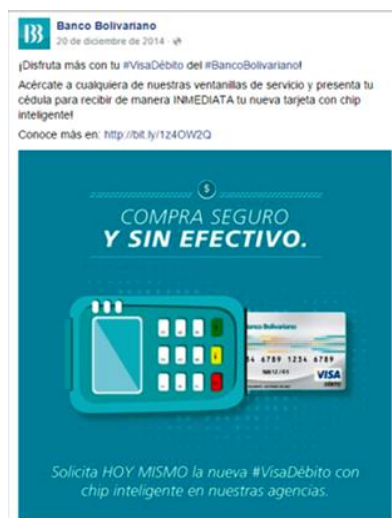 Banco Bolivariano
20 de diciembre de 2014 ·
¡Disfruta más con tu #VisaDébito del #BancoBolivariano!
Acércate a cualquiera de nuestras ventanillas de servicio y presenta tu
cédula para recibir de manera INMEDIATA tu nueva tarjeta con chip
inteligente!
Conoce más en: http://bit.ly/1z4OW2Q
$
COMPRA SEGURO
Y SIN EFECTIVO.
anco Bolivariano
34 6789 1234 6789
VISA
DÉBITO
Solicita HOY MISMO la nueva #VisaDébito con
chip inteligente en nuestras agencias.